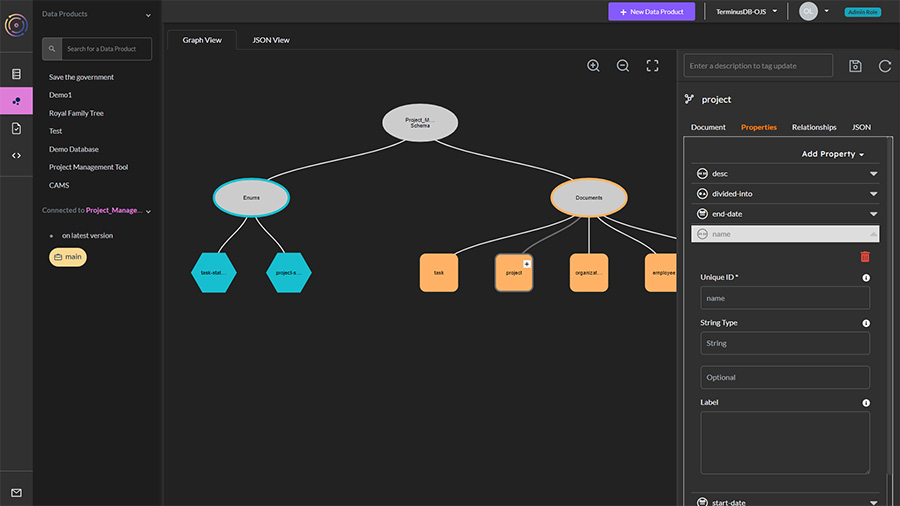 Data Products
Search for a Data Product
Save the government
Demo1
Royal Family Tree
Test
Demo Database
Project Management Tool
CAMS
Connected to Project_Manage...
on latest version
main
+ New Data Product
TerminusDB-OJS
DL
Admin Role
Graph View
JSON View
Project_M...
Schema
Enums
Documents
task-stat...
project-s...
task
project
organizat...
employee
Enter a description to tag update
project
Document Properties Relationships JSON
Add Property
desc
divided-into
end-date
name
Unique ID *
name
String Type
String
Optional
Label
start-date